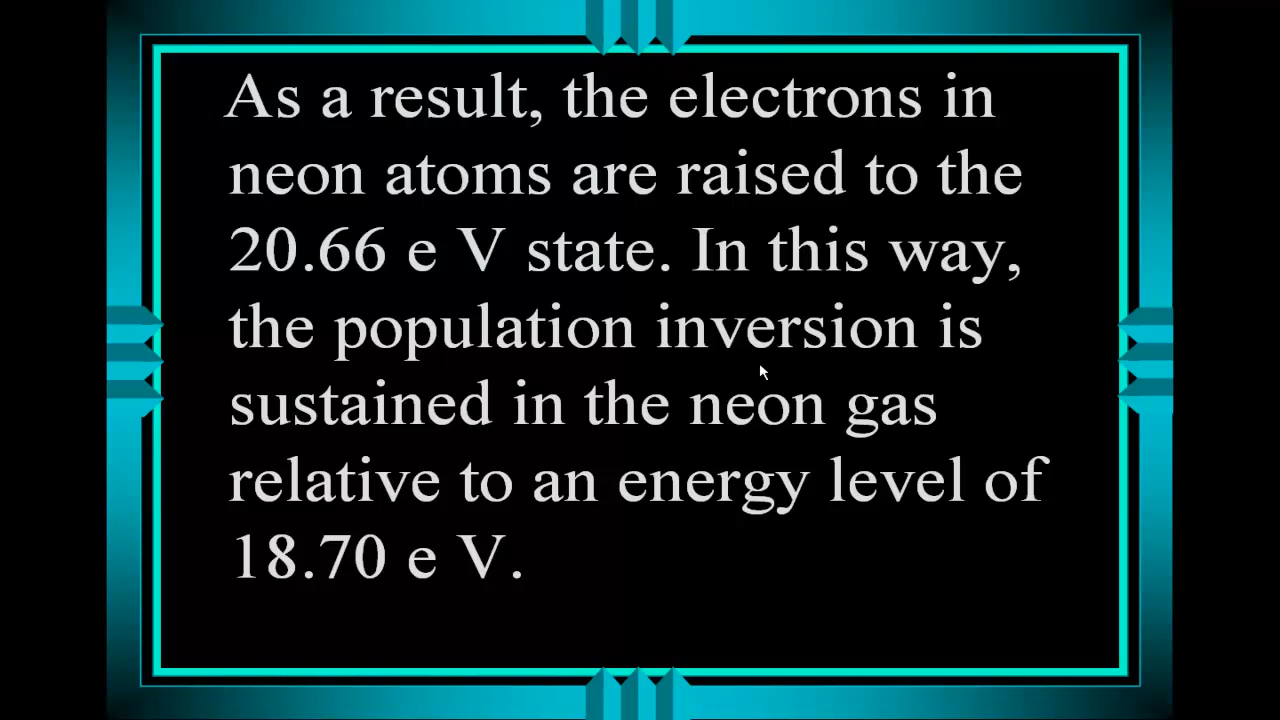 As a result, the electrons in
neon atoms are raised to the
20.66 e V state. In this way,
the population inversion is
sustained in the neon gas
relative to an energy level of
18.70 e V.